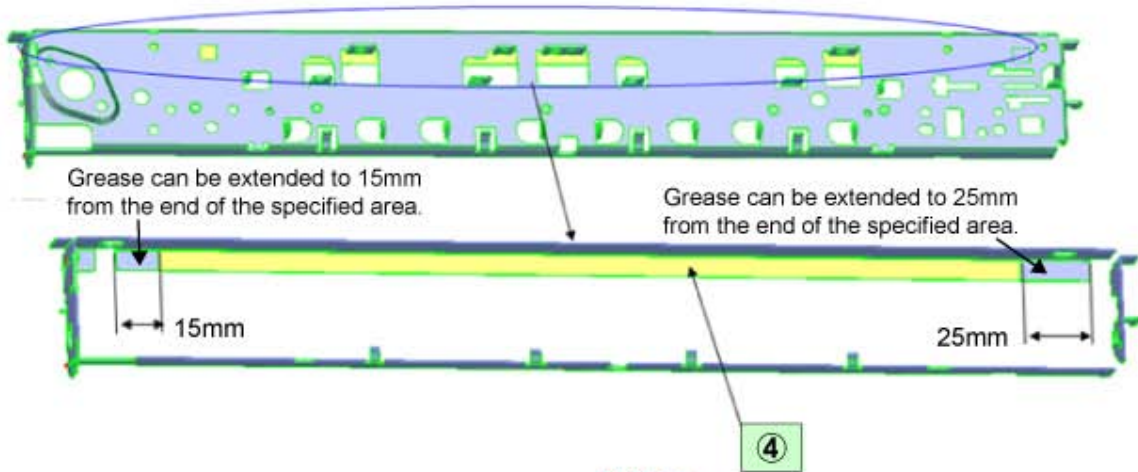 Grease can be extended to 15mm
from the end of the specified area.
Grease can be extended to 25mm
from the end of the specified area.
15mm
25mm
④